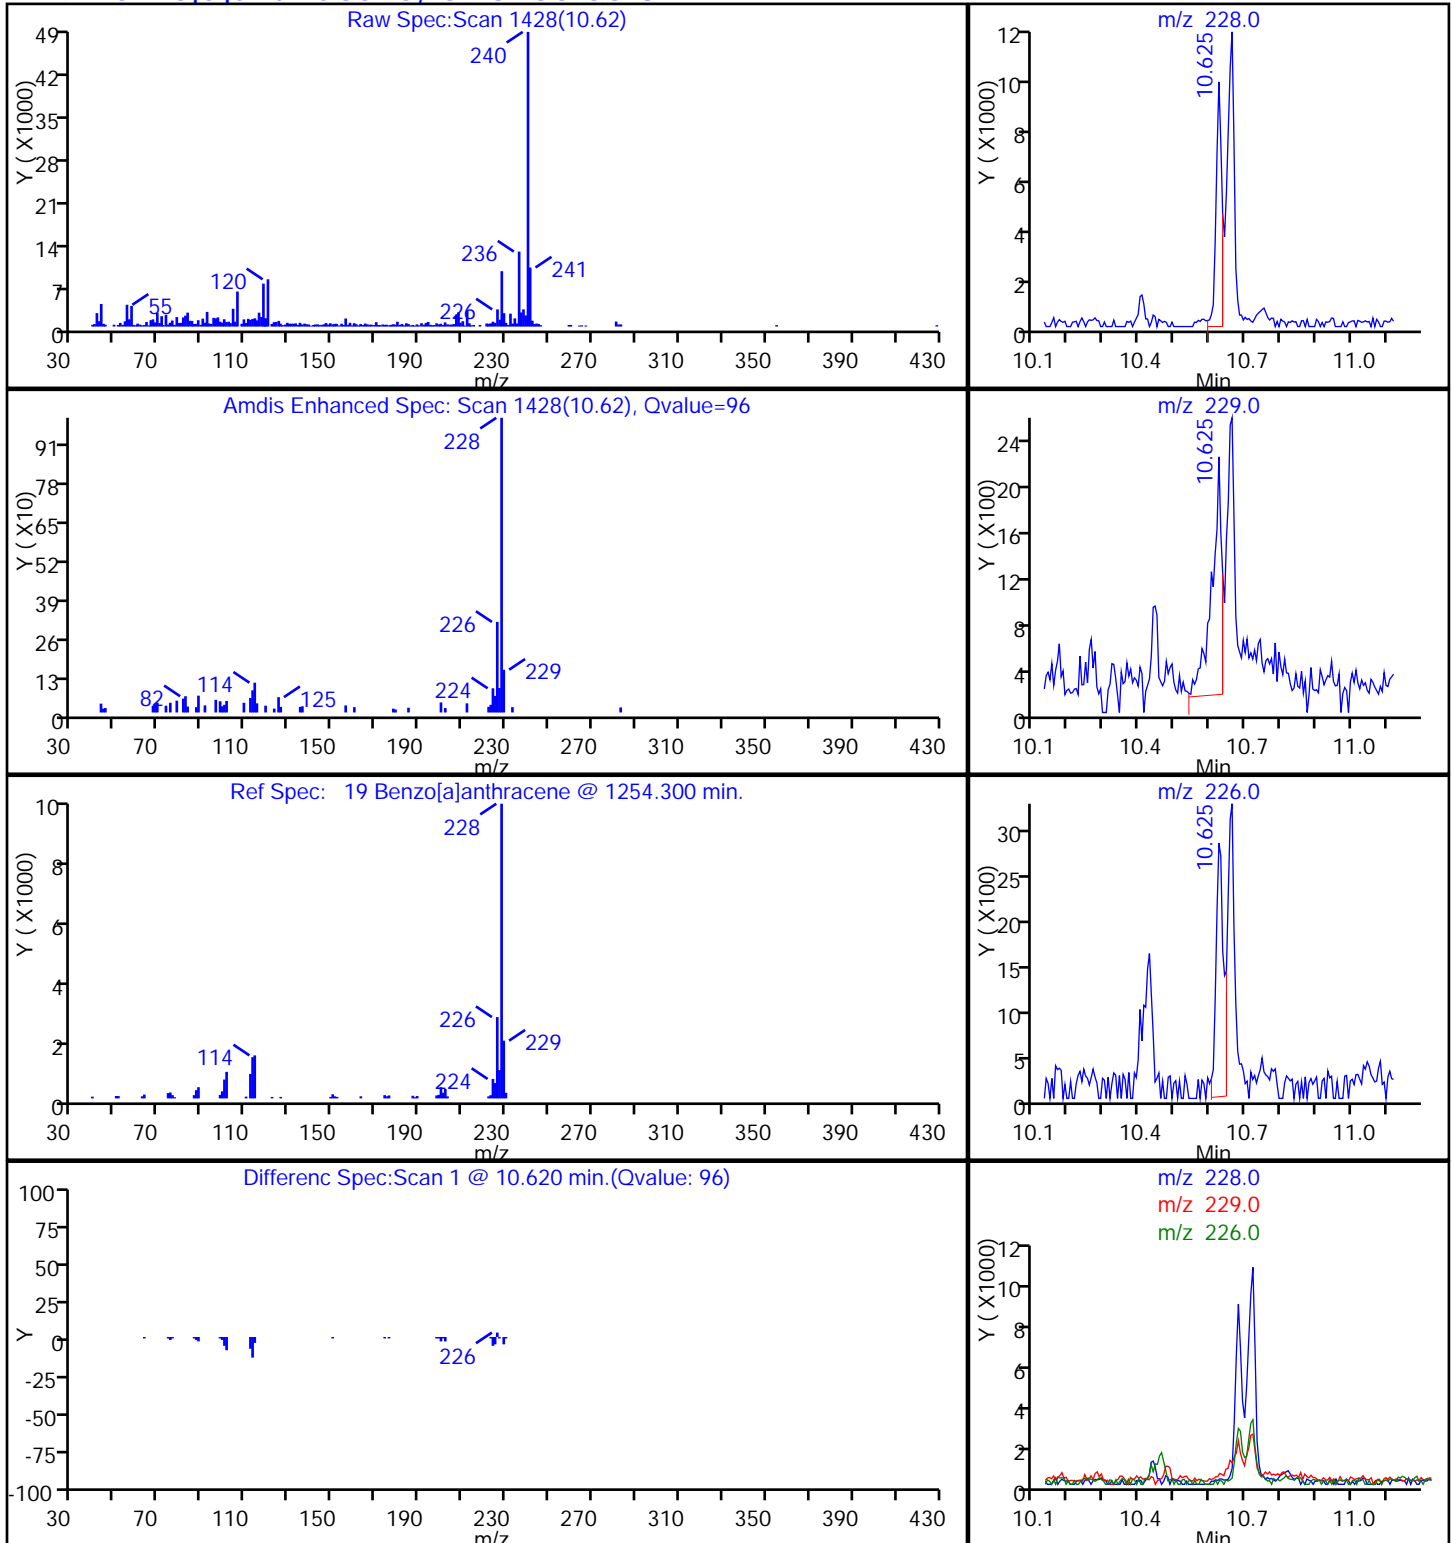 Raw Spec:Scan 1428(10.62)
49
42
35
28
21
14
7
0
Y ( X1000)
240
236
241
226
120
55
30 70 110 150 190 230 270 310 350 390 430
m/z
m/z 228.0
12
10
8
6
4
2
0
Y ( X1000)
10.625
10.1 10.4 10.7 11.0
Min
Amdis Enhanced Spec: Scan 1428(10.62), Qvalue=96
91
78
65
52
39
26
13
0
Y ( X10)
228
226
229
224
114
82
125
30 70 110 150 190 230 270 310 350 390 430
m/z
m/z 229.0
24
20
16
12
8
4
0
Y ( X100)
10.625
10.1 10.4 10.7 11.0
Min
Ref Spec: 19 Benzo[a]anthracene @ 1254.300 min.
10
8
6
4
2
0
Y ( X1000)
228
226
229
224
114
30 70 110 150 190 230 270 310 350 390 430
m/z
m/z 226.0
30
25
20
15
10
5
0
Y ( X100)
10.625
10.1 10.4 10.7 11.0
Min
Differenc Spec:Scan 1 @ 10.620 min.(Qvalue: 96)
100
75
50
25
0
-25
-50
-75
-100
Y
226
30 70 110 150 190 230 270 310 350 390 430
m/z
m/z 228.0
m/z 229.0
m/z 226.0
12
10
8
6
4
2
0
Y ( X1000)
10.1 10.4 10.7 11.0
Min